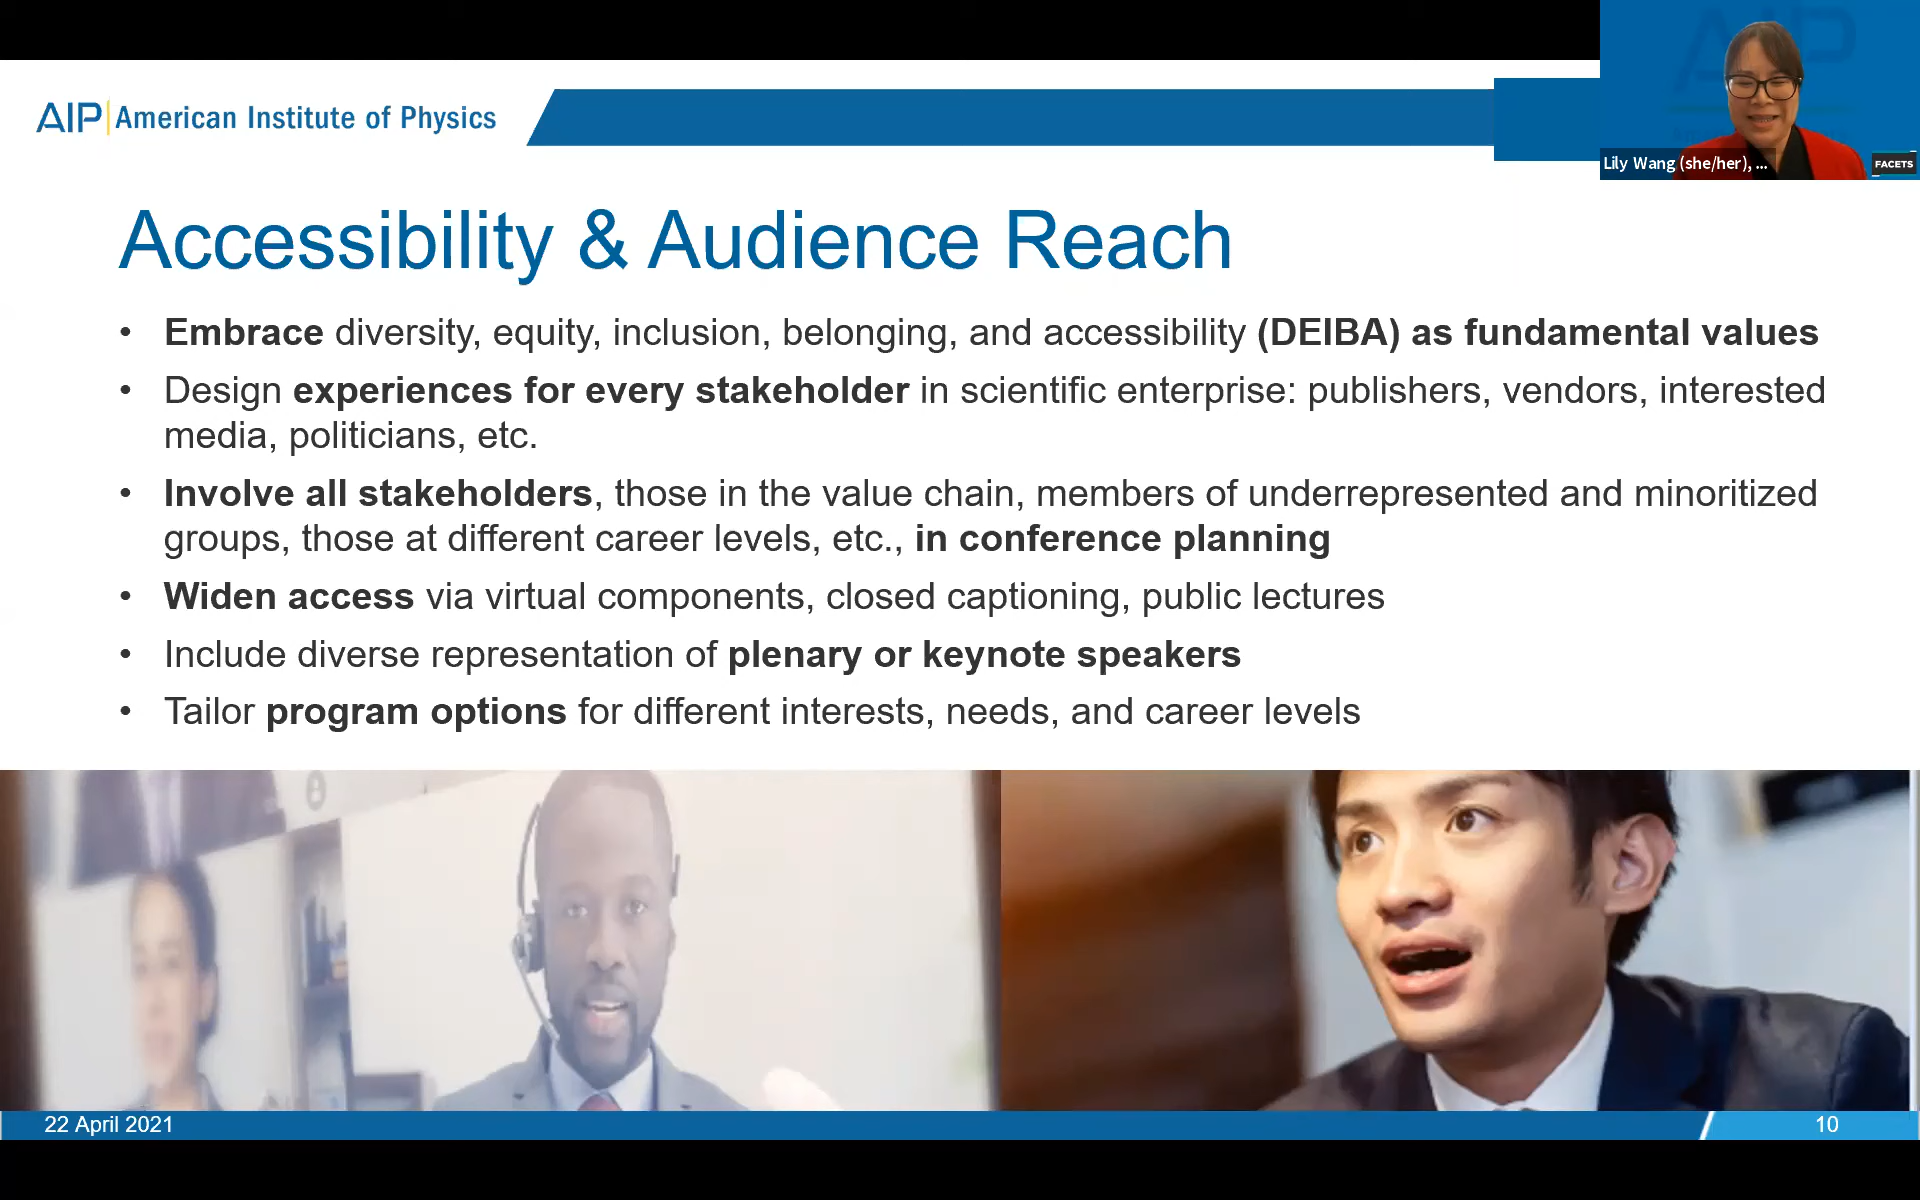 AIP American Institute of Physics
Lily Wang (she/her), ...
FACETS
Accessibility & Audience Reach
• Embrace diversity, equity, inclusion, belonging, and accessibility (DEIBA) as fundamental values
• Design experiences for every stakeholder in scientific enterprise: publishers, vendors, interested
media, politicians, etc.
• Involve all stakeholders, those in the value chain, members of underrepresented and minoritized
groups, those at different career levels, etc., in conference planning
• Widen access via virtual components, closed captioning, public lectures
• Include diverse representation of plenary or keynote speakers
• Tailor program options for different interests, needs, and career levels
22 April 2021
10